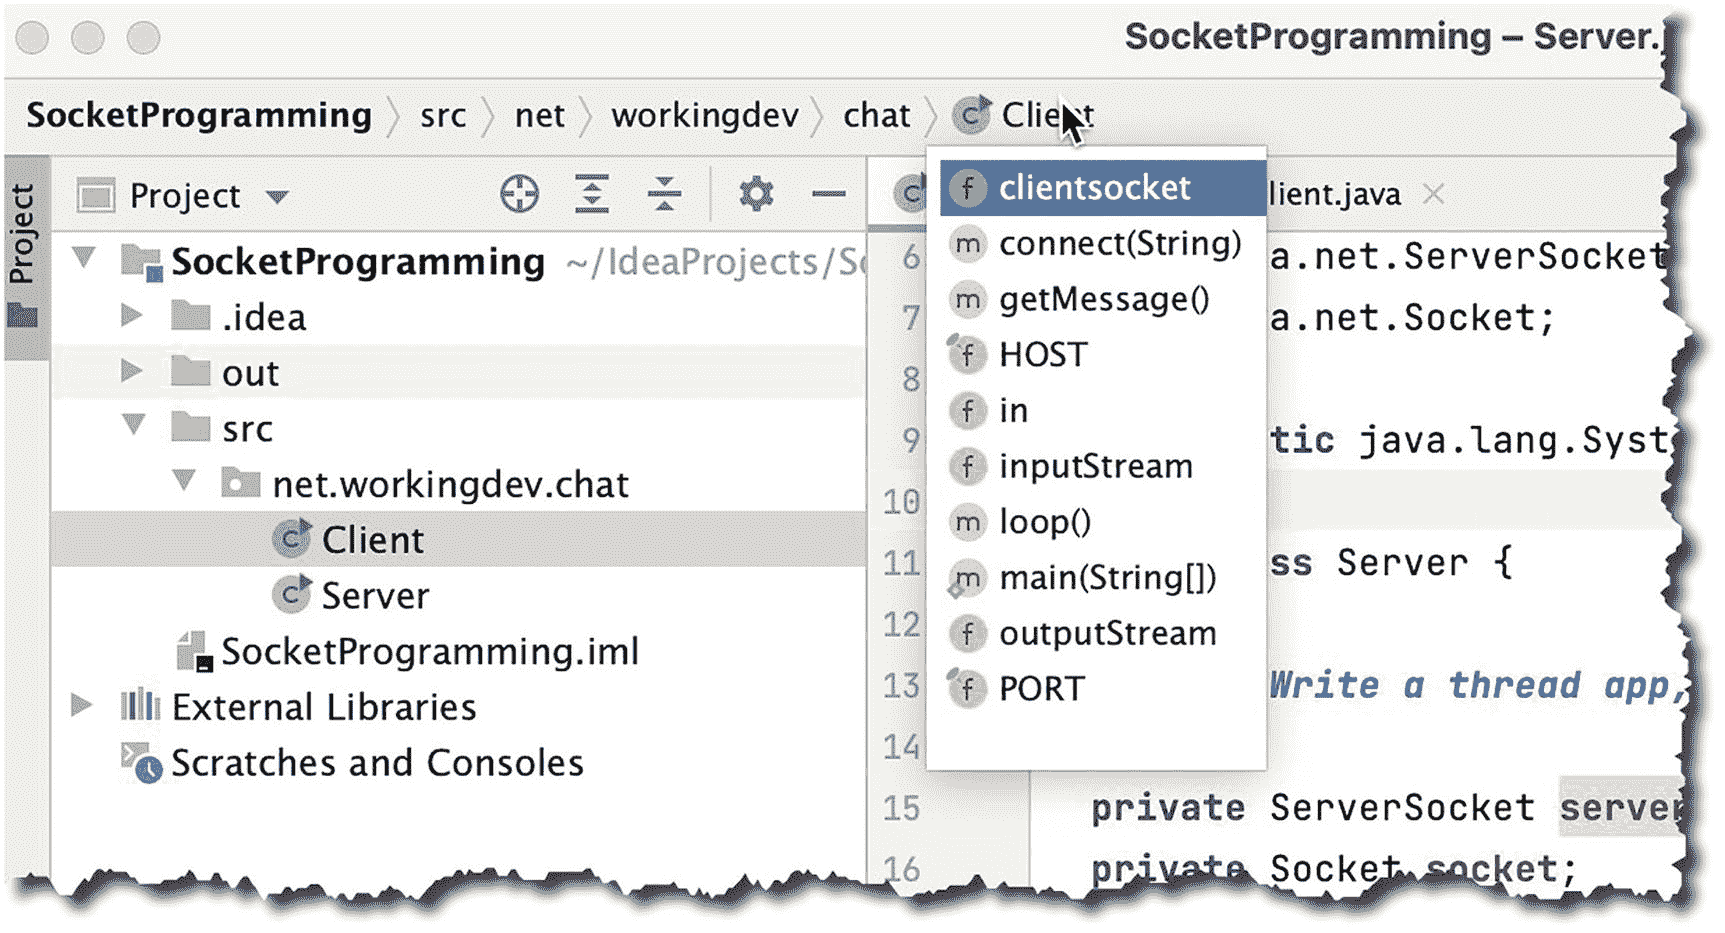 SocketProgramming – Server.j
SocketProgramming src net workingdev chat Client
Project
Project
SocketProgramming ~/IdeaProjects/So
.idea
out
src
net.workingdev.chat
Client
Server
SocketProgramming.iml
External Libraries
Scratches and Consoles
clientsocket
connect(String)
getMessage()
HOST
in
inputStream
loop()
main(String[])
outputStream
PORT
lient.java
6 a.net.ServerSocket
7 a.net.Socket;
8
9 tic java.lang.Syst
10
11 ss Server {
12
13 Write a thread app,
14
15 private ServerSocket server
16 private Socket socket;